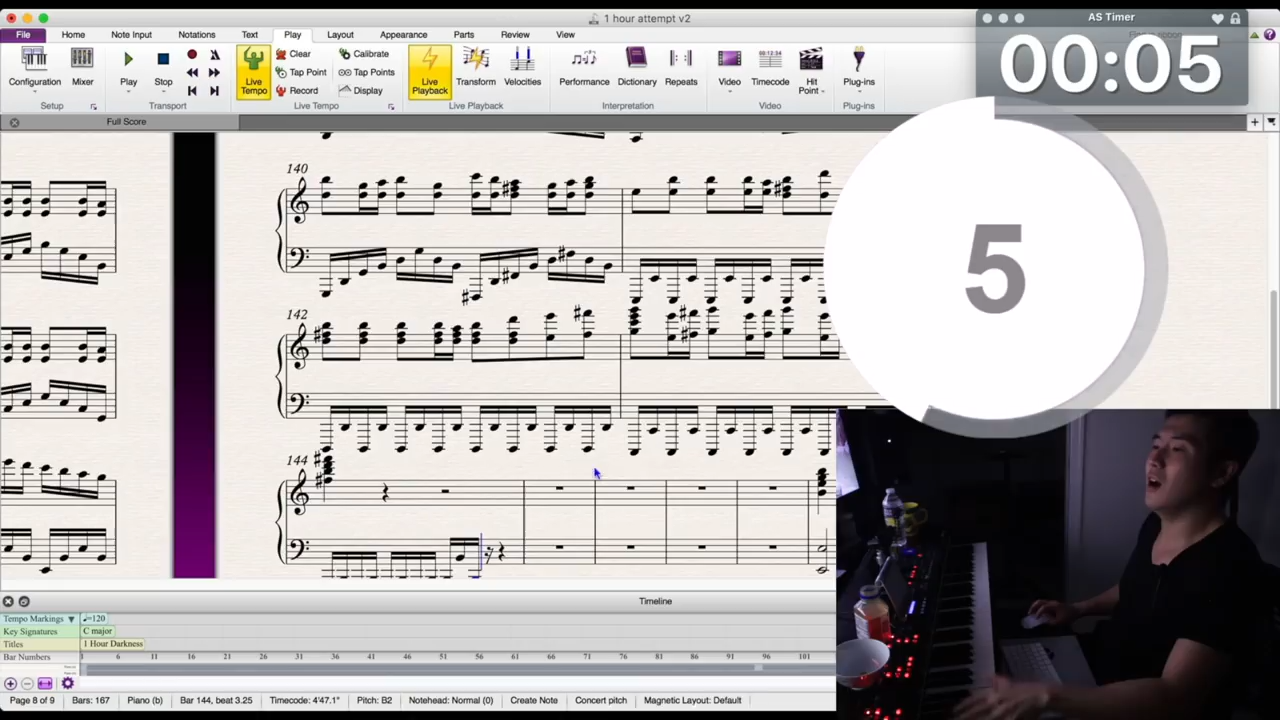 1 hour attempt v2
AS Timer
00:05
File Home Note Input Notations Text Play Layout Appearance Parts Review View
Configuration Mixer Play Stop Live Tempo Clear Tap Point Record Calibrate Tap Points Display Live Playback Transform Velocities Performance Dictionary Repeats Video Timecode Hit Point Plug-ins
Setup Transport Live Tempo Live Playback Interpretation Video Plug-ins
Full Score
140
5
142
144
Timeline
Tempo Markings ♩=120
Key Signatures C major
Titles 1 Hour Darkness
Bar Numbers 1 6 11 16 21 26 31 36 41 46 51 56 61 66 71 76 81 86 91 96 101
Page 8 of 9 Bars: 167 Piano (b) Bar 144, beat 3.25 Timecode: 4'47.1" Pitch: B2 Notehead: Normal (0) Create Note Concert pitch Magnetic Layout: Default